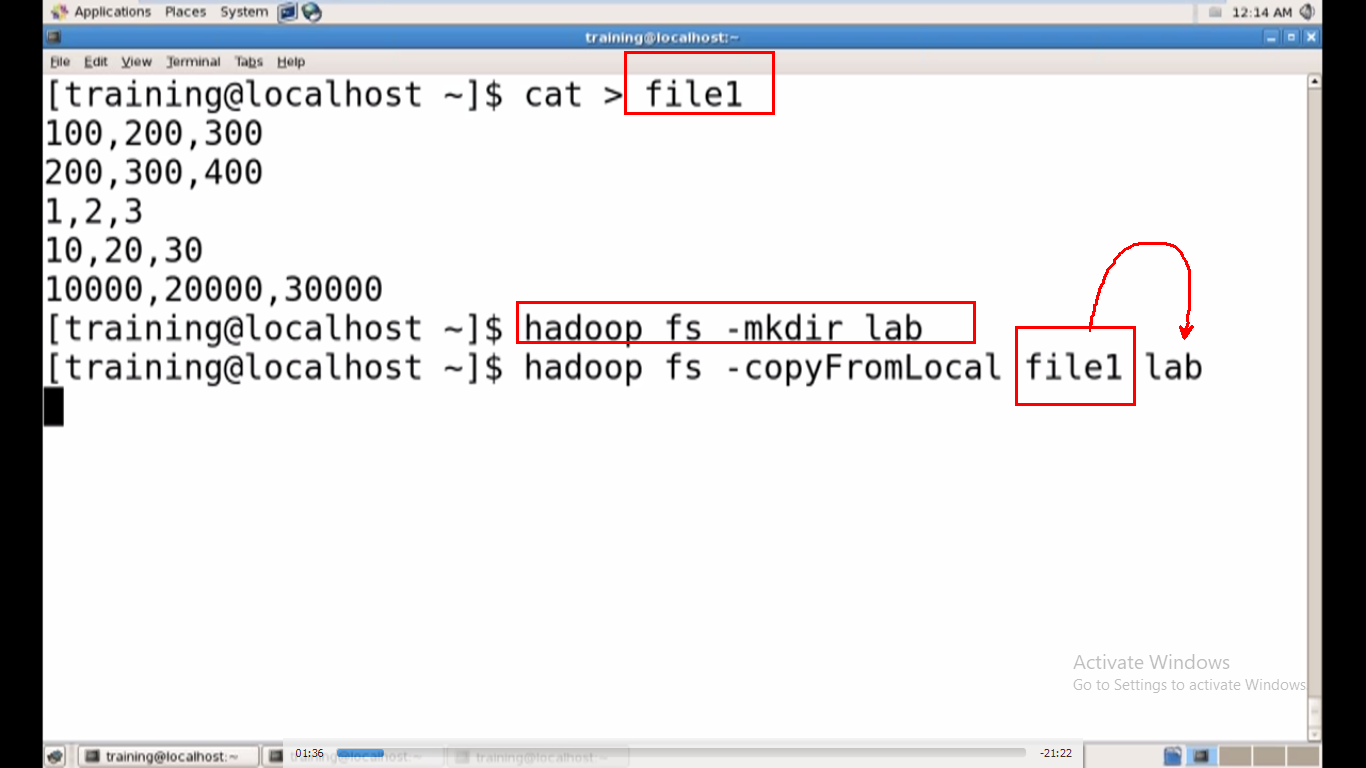 Applications Places System 12:14 AM
training@localhost:~
File Edit View Terminal Tabs Help
[training@localhost ~]$ cat > file1
100,200,300
200,300,400
1,2,3
10,20,30
10000,20000,30000
[training@localhost ~]$ hadoop fs -mkdir lab
[training@localhost ~]$ hadoop fs -copyFromLocal file1 lab
Activate Windows
Go to Settings to activate Windows
training@localhost:~ training@localhost:~ training@localhost:~
01:36 -21:22